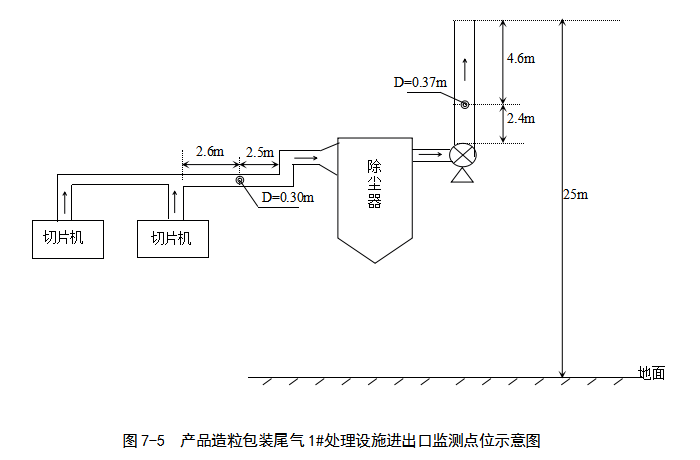 4.6m
D=0.37m
2.4m
2.6m
2.5m
除尘器
D=0.30m
25m
切片机
切片机
地面
图 7-5 产品造粒包装尾气 1#处理设施进出口监测点位示意图